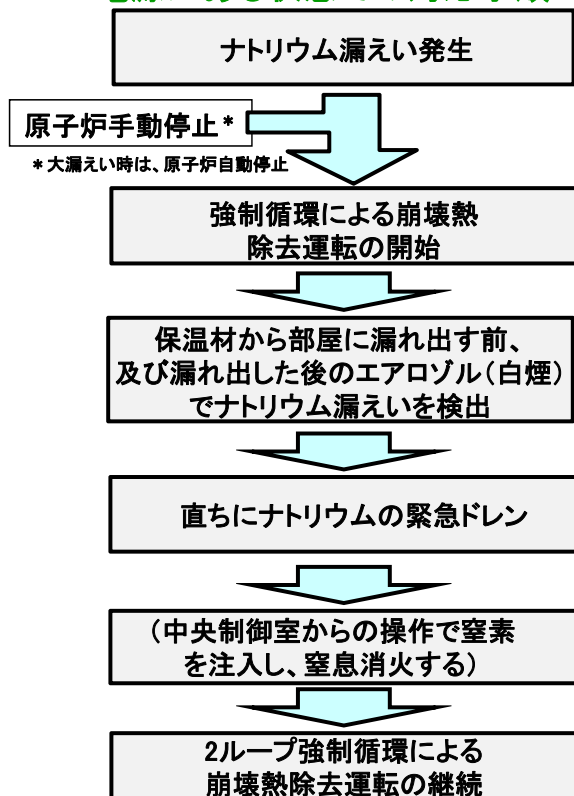 ナトリウム漏えい発生
原子炉手動停止*
*大漏えい時は、原子炉自動停止
強制循環による崩壊熱
除去運転の開始
保温材から部屋に漏れ出す前、
及び漏れ出した後のエアロゾル(白煙)
でナトリウム漏えいを検出
直ちにナトリウムの緊急ドレン
(中央制御室からの操作で窒素
を注入し、窒息消火する)
2ループ強制循環による
崩壊熱除去運転の継続